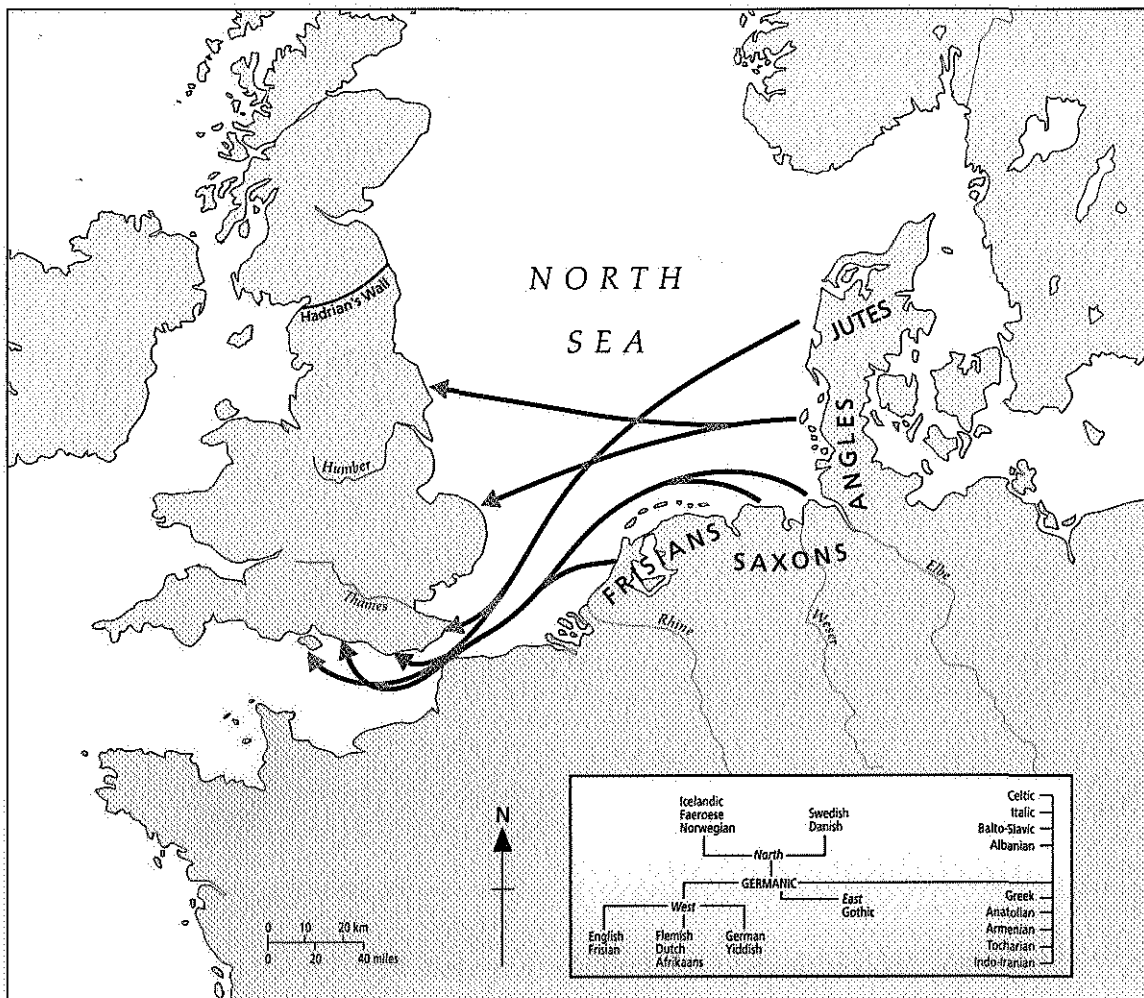 NORTH
SEA
Hadrian's Wall
JUTES
ANGLES
Humber
FRISIANS
SAXONS
Elbe
Thames
Rhine
Weser
N
0 10 20 km
0 20 40 miles
Icelandic
Faeroese
Norwegian
Swedish
Danish
North
GERMANIC
West
East
Gothic
English
Frisian
Flemish
Dutch
Afrikaans
German
Yiddish
Celtic
Italic
Balto-Slavic
Albanian
Greek
Anatolian
Armenian
Tocharian
Indo-Iranian